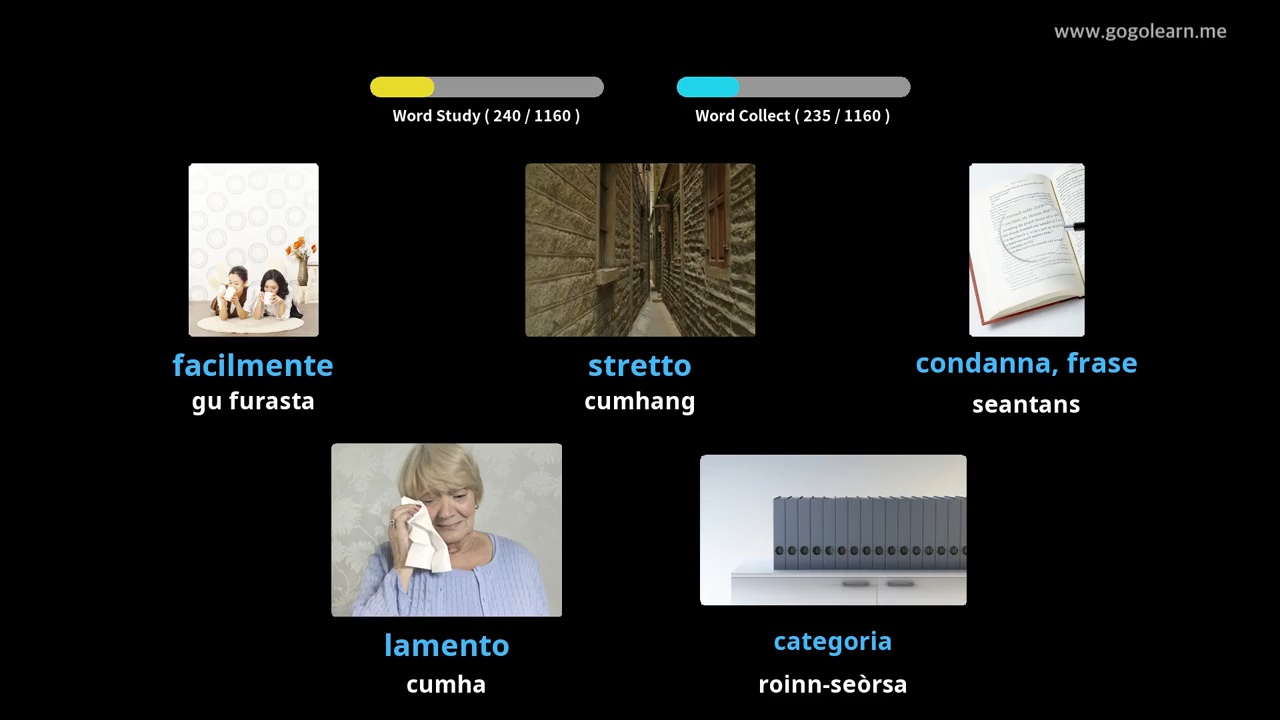 www.gogolearn.me
Word Study ( 240 / 1160 )
Word Collect ( 235 / 1160 )
facilmente
gu furasta
stretto
cumhang
condanna, frase
seantans
lamento
cumha
categoria
roinn-seòrsa